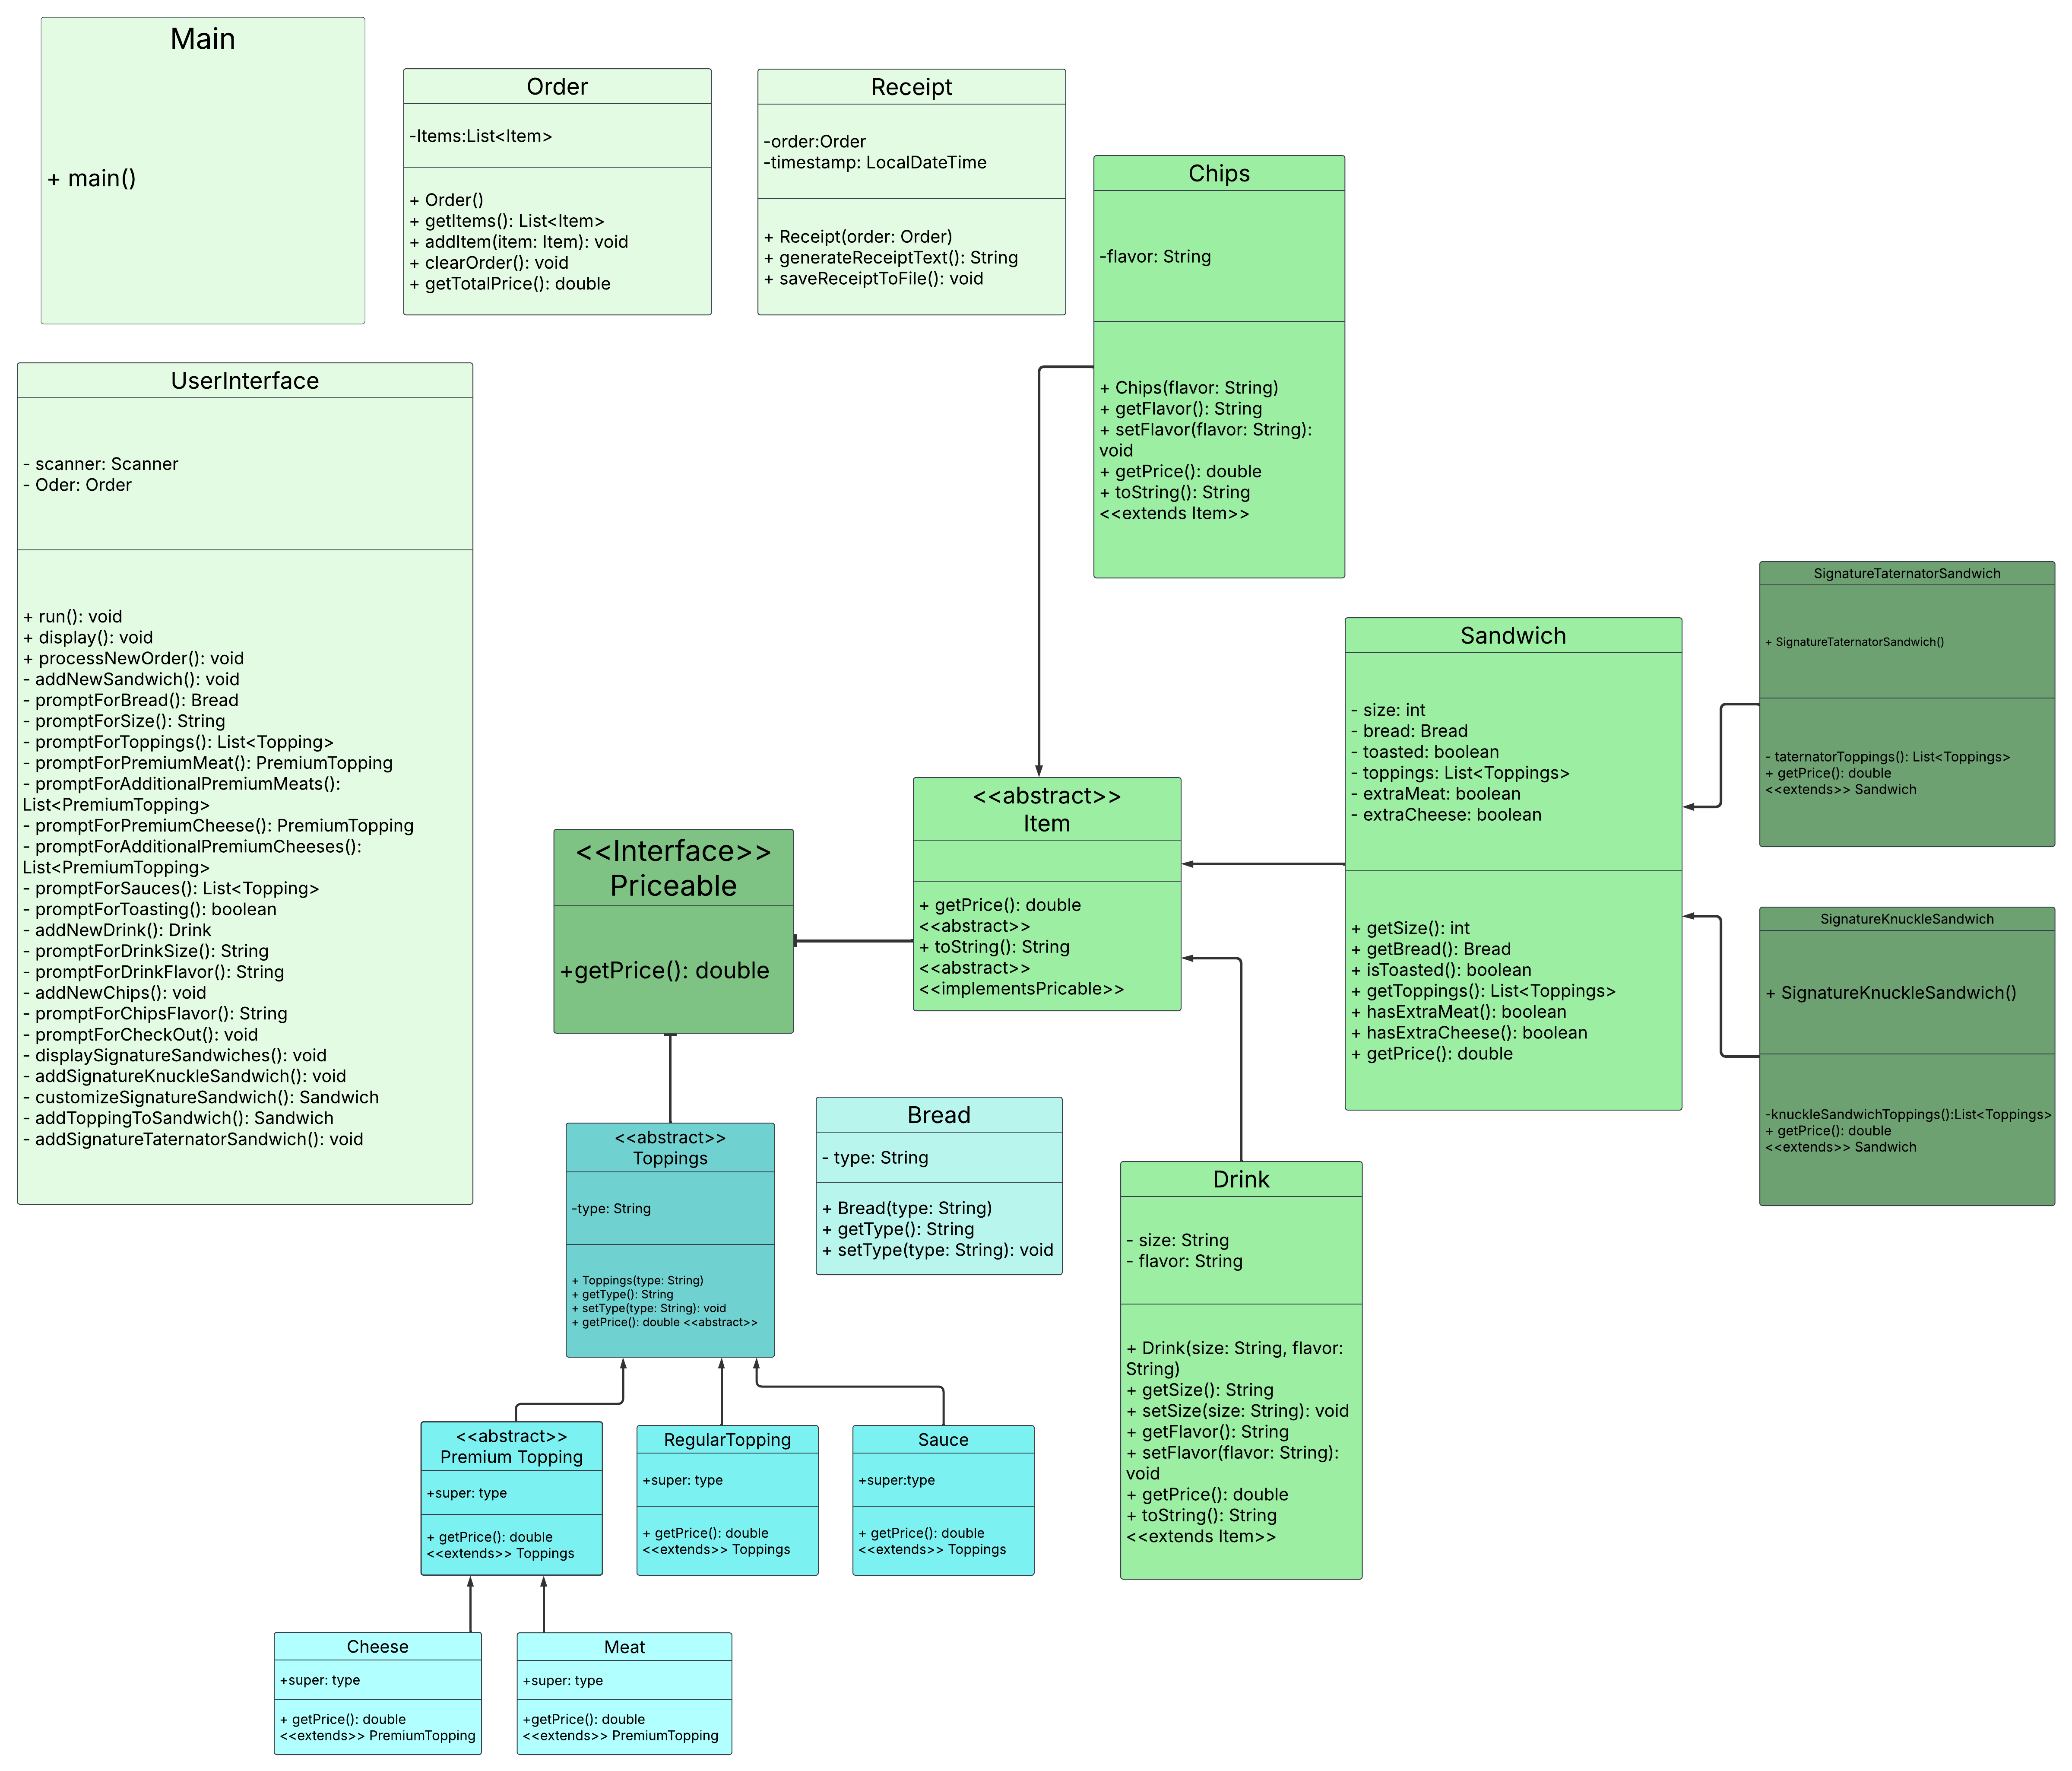 Main
+ main()
Order
-Items:List<Item>
+ Order()
+ getItems(): List<Item>
+ addItem(item: Item): void
+ clearOrder(): void
+ getTotalPrice(): double
Receipt
-order:Order
-timestamp: LocalDateTime
+ Receipt(order: Order)
+ generateReceiptText(): String
+ saveReceiptToFile(): void
Chips
-flavor: String
+ Chips(flavor: String)
+ getFlavor(): String
+ setFlavor(flavor: String):
void
+ getPrice(): double
+ toString(): String
<<extends Item>>
UserInterface
- scanner: Scanner
- Oder: Order
+ run(): void
+ display(): void
+ processNewOrder(): void
- addNewSandwich(): void
- promptForBread(): Bread
- promptForSize(): String
- promptForToppings(): List<Topping>
- promptForPremiumMeat(): PremiumTopping
- promptForAdditionalPremiumMeats():
List<PremiumTopping>
- promptForPremiumCheese(): PremiumTopping
- promptForAdditionalPremiumCheeses():
List<PremiumTopping>
- promptForSauces(): List<Topping>
- promptForToasting(): boolean
- addNewDrink(): Drink
- promptForDrinkSize(): String
- promptForDrinkFlavor(): String
- addNewChips(): void
- promptForChipsFlavor(): String
- promptForCheckOut(): void
- displaySignatureSandwiches(): void
- addSignatureKnuckleSandwich(): void
- customizeSignatureSandwich(): Sandwich
- addToppingToSandwich(): Sandwich
- addSignatureTaternatorSandwich(): void
SignatureTaternatorSandwich
+ SignatureTaternatorSandwich()
- taternatorToppings(): List<Toppings>
+ getPrice(): double
<<extends>> Sandwich
Sandwich
- size: int
- bread: Bread
- toasted: boolean
- toppings: List<Toppings>
- extraMeat: boolean
- extraCheese: boolean
+ getSize(): int
+ getBread(): Bread
+ isToasted(): boolean
+ getToppings(): List<Toppings>
+ hasExtraMeat(): boolean
+ hasExtraCheese(): boolean
+ getPrice(): double
<<abstract>>
Item
+ getPrice(): double
<<abstract>>
+ toString(): String
<<abstract>>
<<implementsPricable>>
<<Interface>>
Priceable
+getPrice(): double
SignatureKnuckleSandwich
+ SignatureKnuckleSandwich()
-knuckleSandwichToppings():List<Toppings>
+ getPrice(): double
<<extends>> Sandwich
<<abstract>>
Toppings
-type: String
+ Toppings(type: String)
+ getType(): String
+ setType(type: String): void
+ getPrice(): double <<abstract>>
Bread
- type: String
+ Bread(type: String)
+ getType(): String
+ setType(type: String): void
Drink
- size: String
- flavor: String
+ Drink(size: String, flavor:
String)
+ getSize(): String
+ setSize(size: String): void
+ getFlavor(): String
+ setFlavor(flavor: String):
void
+ getPrice(): double
+ toString(): String
<<extends Item>>
<<abstract>>
Premium Topping
+super: type
+ getPrice(): double
<<extends>> Toppings
RegularTopping
+super: type
+ getPrice(): double
<<extends>> Toppings
Sauce
+super:type
+ getPrice(): double
<<extends>> Toppings
Cheese
+super: type
+ getPrice(): double
<<extends>> PremiumTopping
Meat
+super: type
+getPrice(): double
<<extends>> PremiumTopping